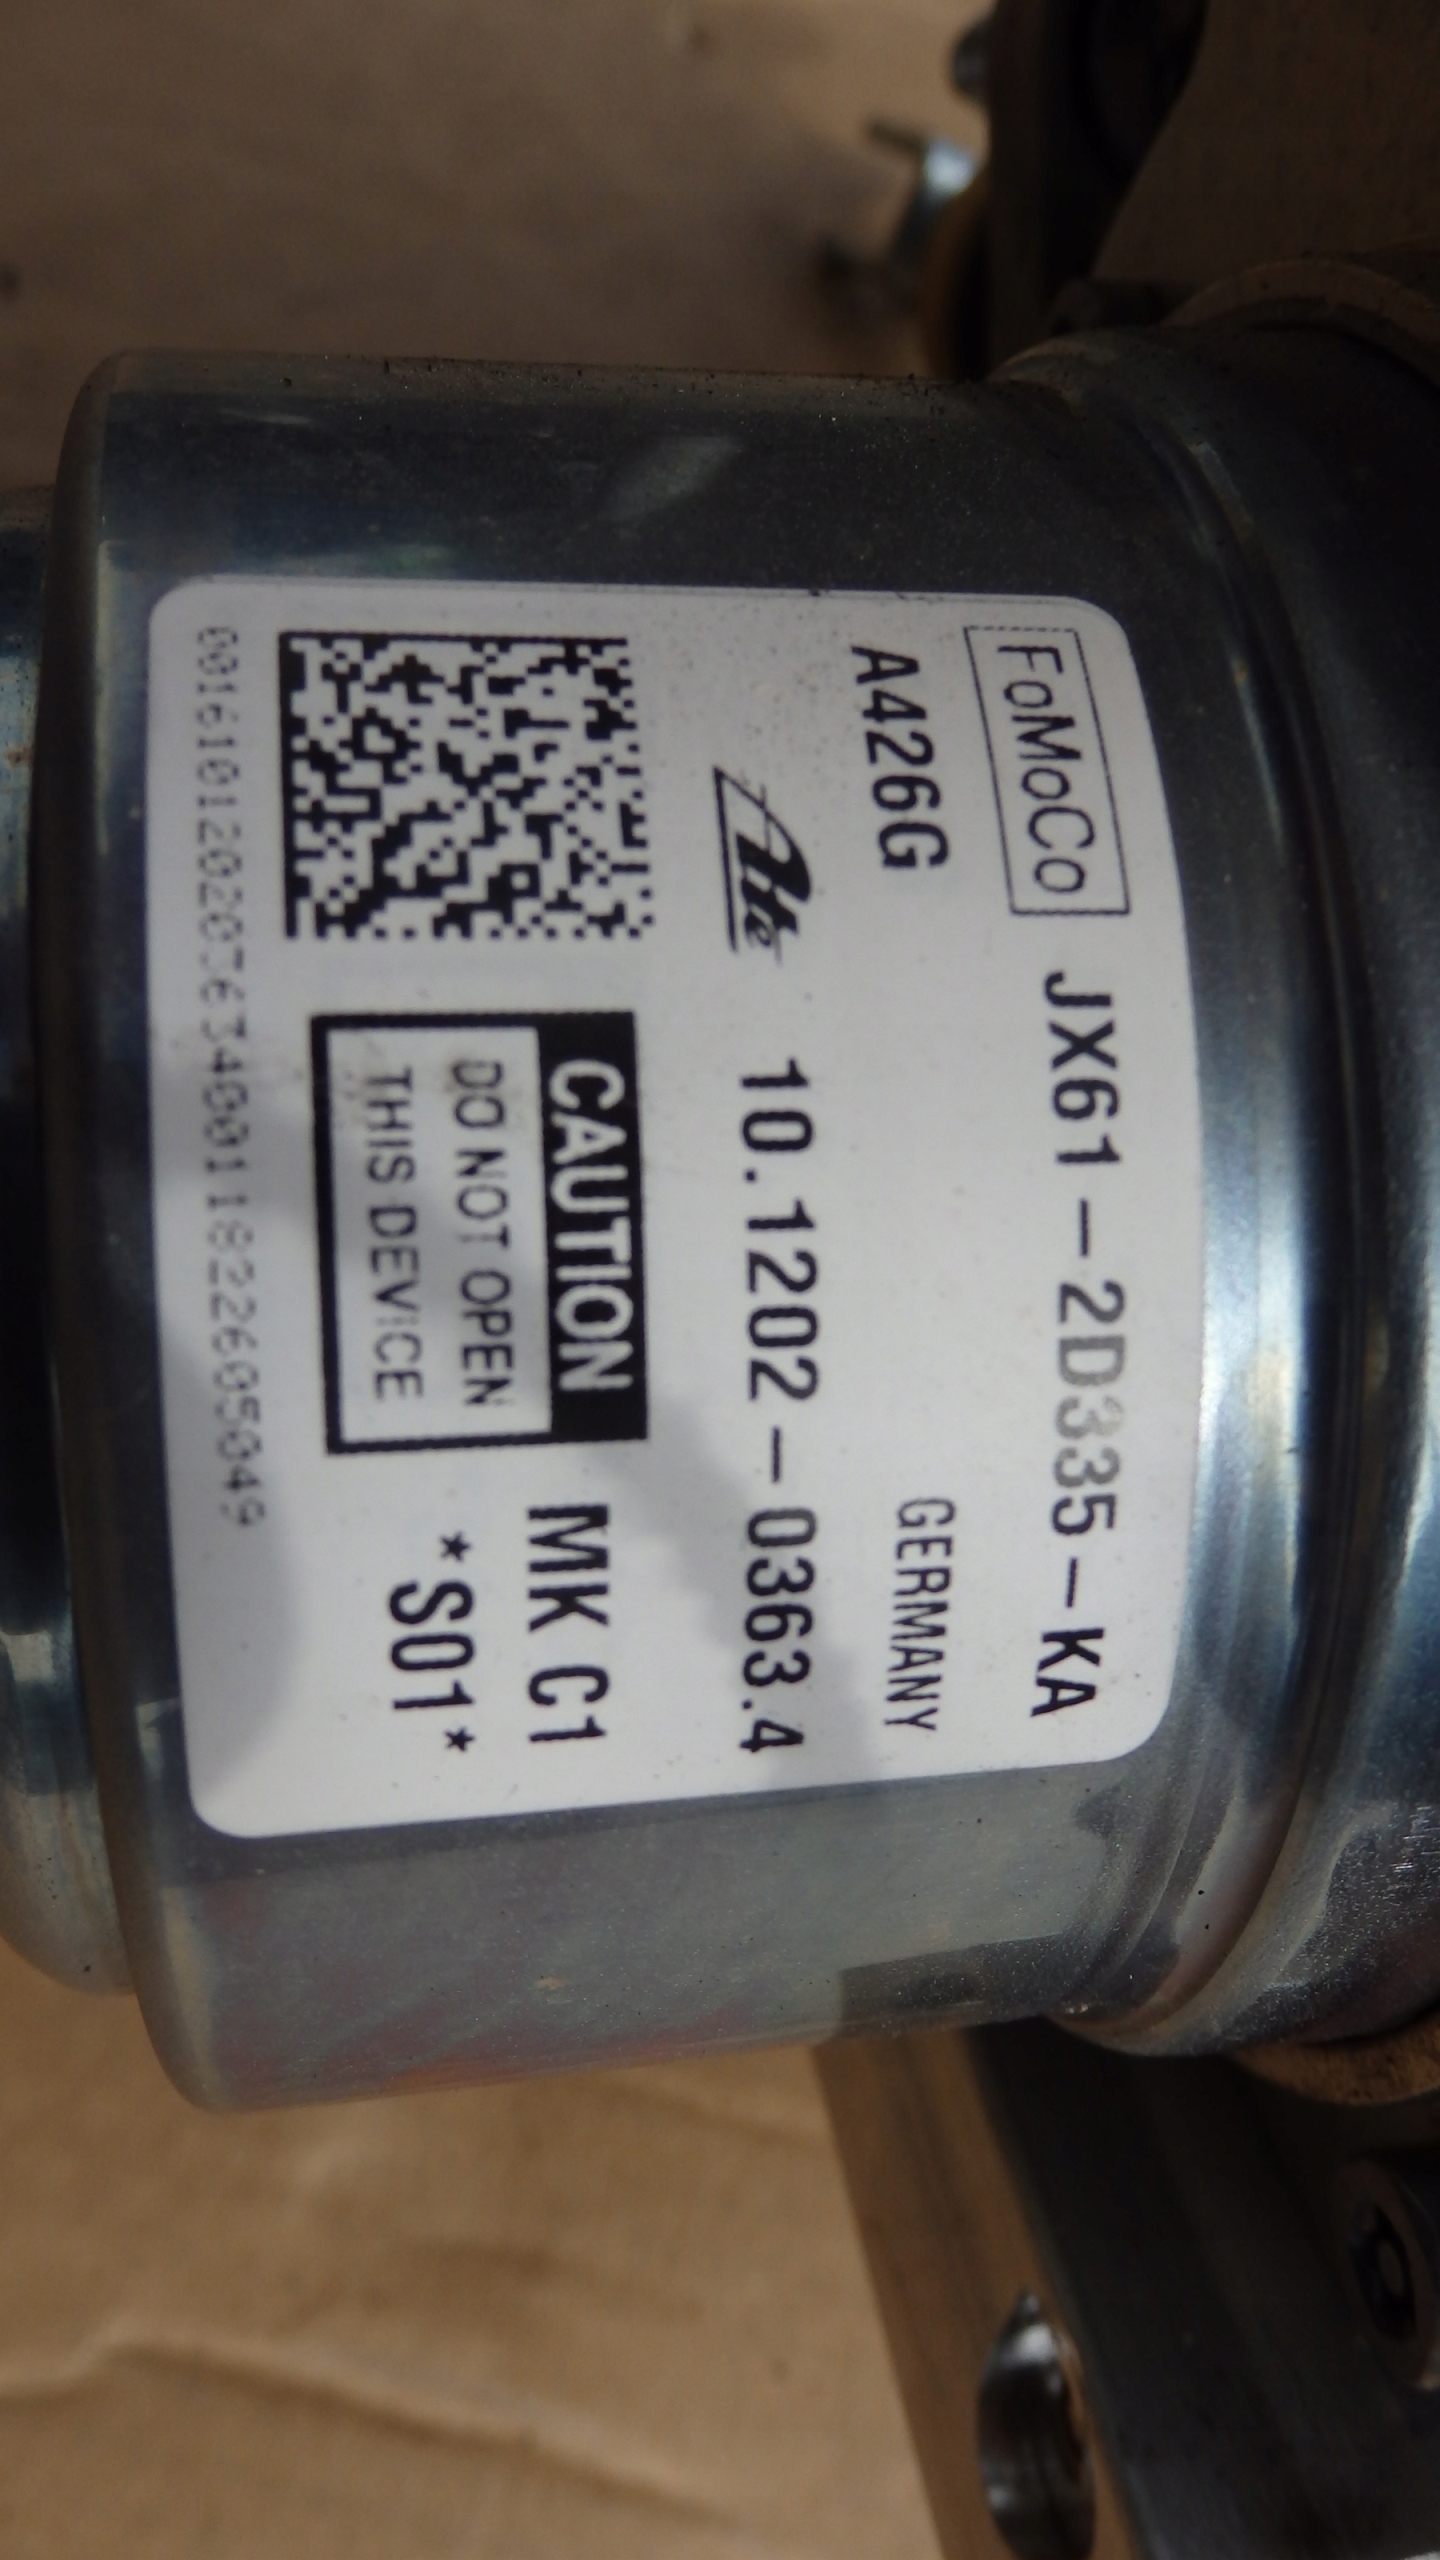 FoMoCo JX61-2D335-KA
A426G GERMANY
Ate 10.1202-0363.4
CAUTION
DO NOT OPEN
THIS DEVICE
MK C1
*S01*